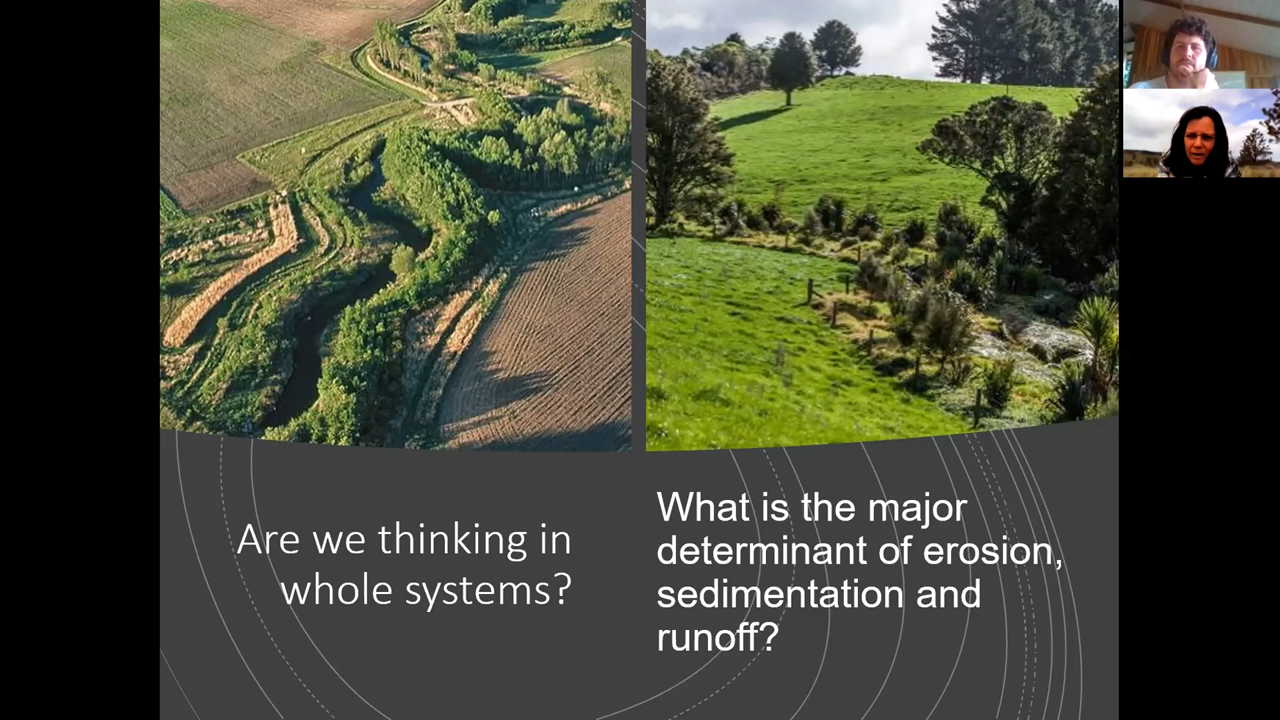 Are we thinking in
whole systems?
What is the major
determinant of erosion,
sedimentation and
runoff?